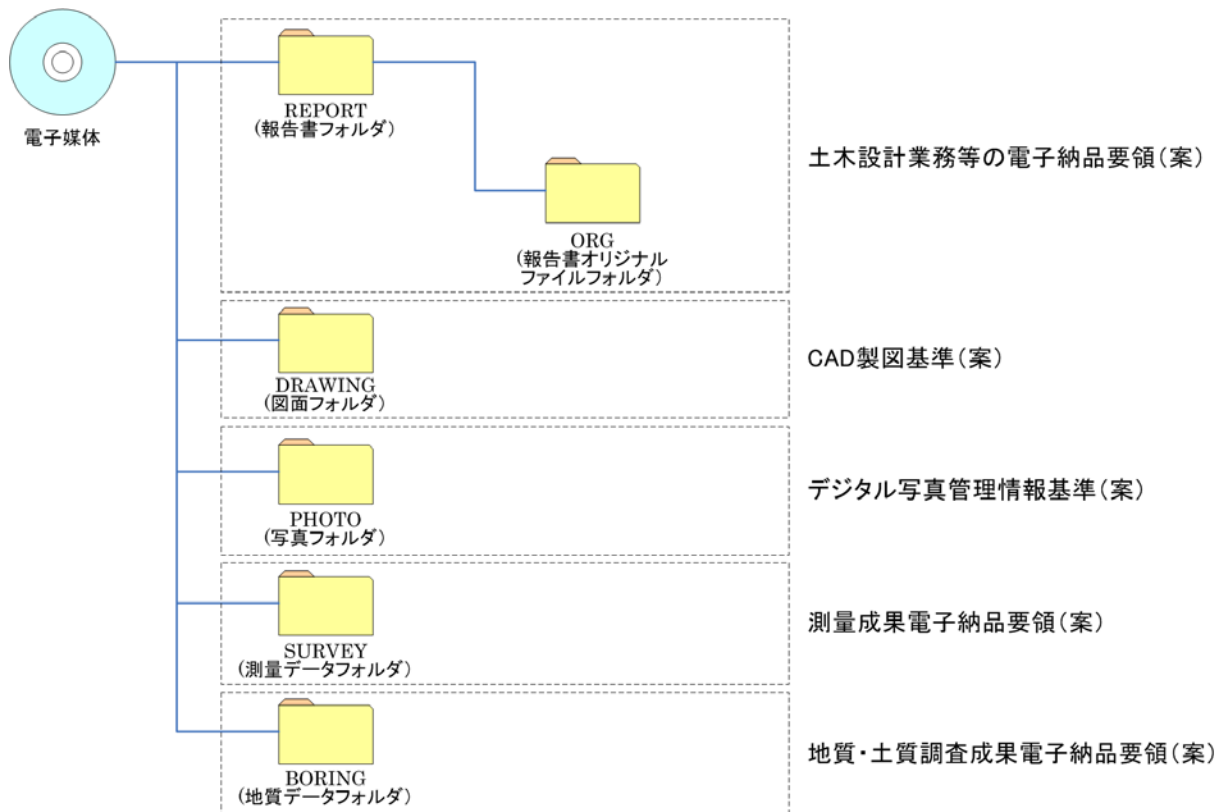 電子媒体
REPORT
(報告書フォルダ)
土木設計業務等の電子納品要領(案)
ORG
(報告書オリジナル
ファイルフォルダ)
DRAWING
(図面フォルダ)
CAD製図基準(案)
PHOTO
(写真フォルダ)
デジタル写真管理情報基準(案)
SURVEY
(測量データフォルダ)
測量成果電子納品要領(案)
BORING
(地質データフォルダ)
地質・土質調査成果電子納品要領(案)